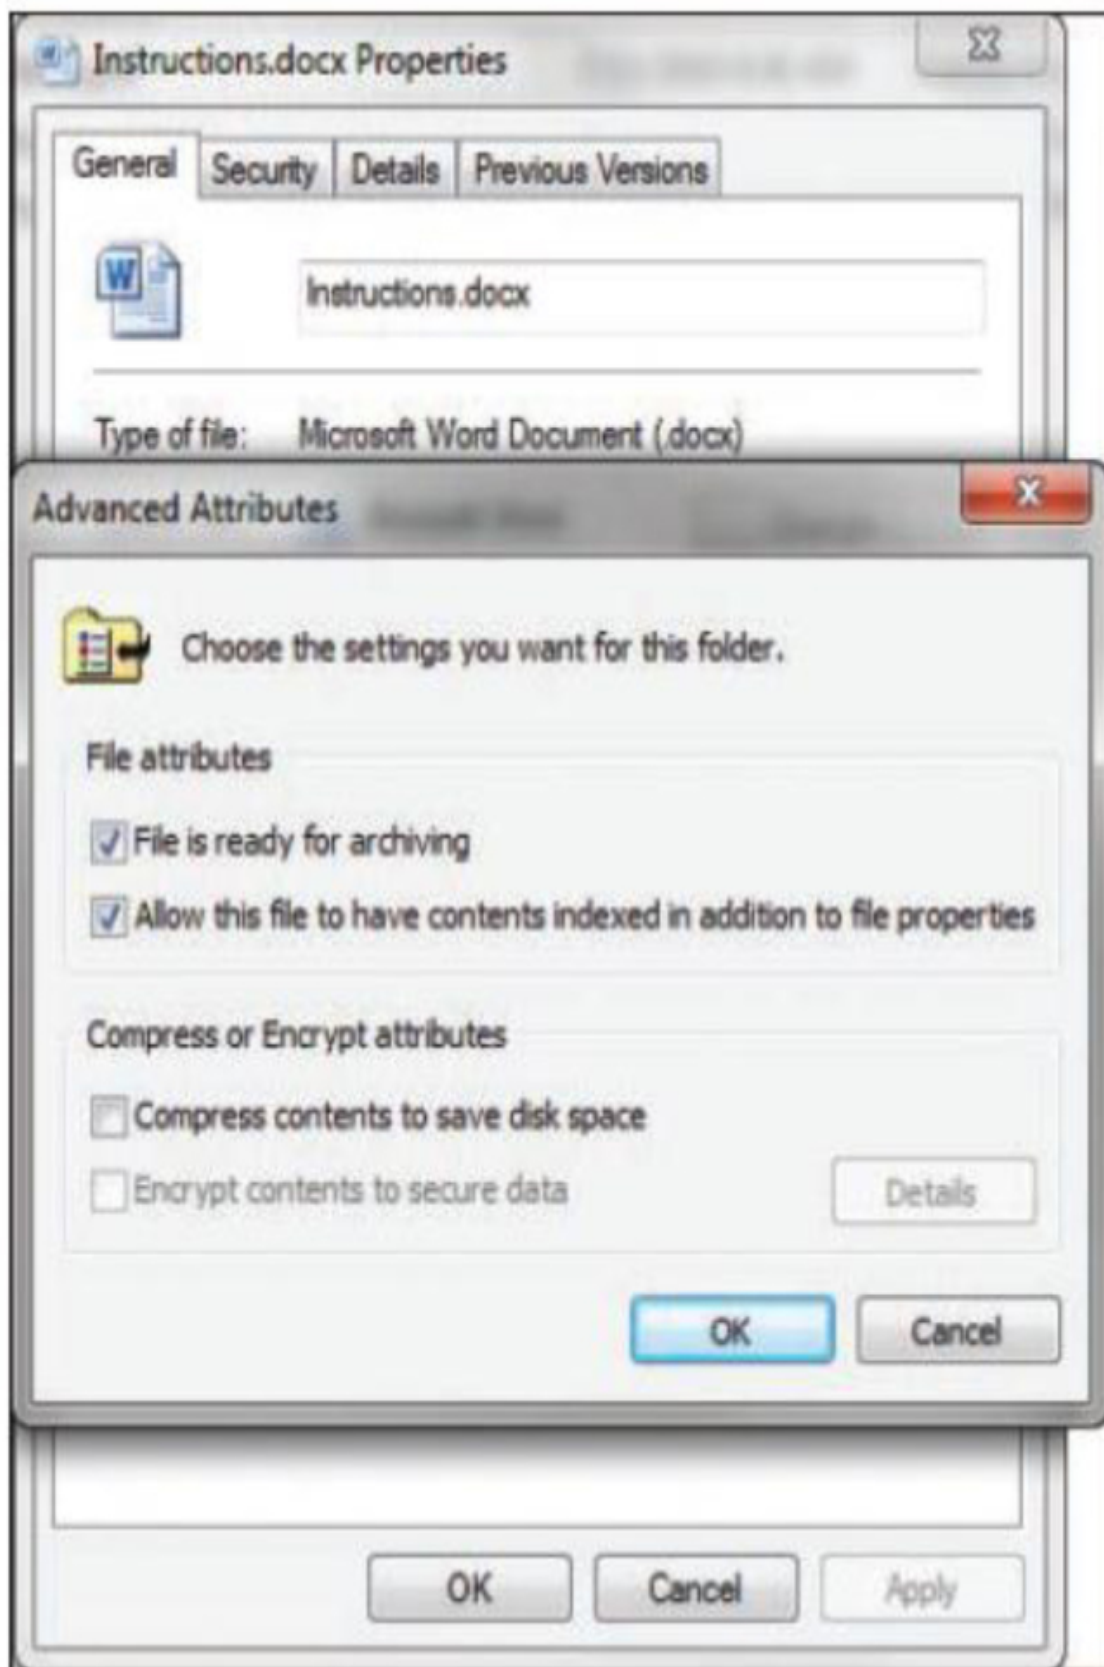 Instructions.docx Properties
General Security Details Previous Versions
W
Instructions.docx
Type of file: Microsoft Word Document (.docx)
Advanced Attributes
Choose the settings you want for this folder.
File attributes
File is ready for archiving
Allow this file to have contents indexed in addition to file properties
Compress or Encrypt attributes
Compress contents to save disk space
Encrypt contents to secure data Details
OK Cancel
OK Cancel Apply